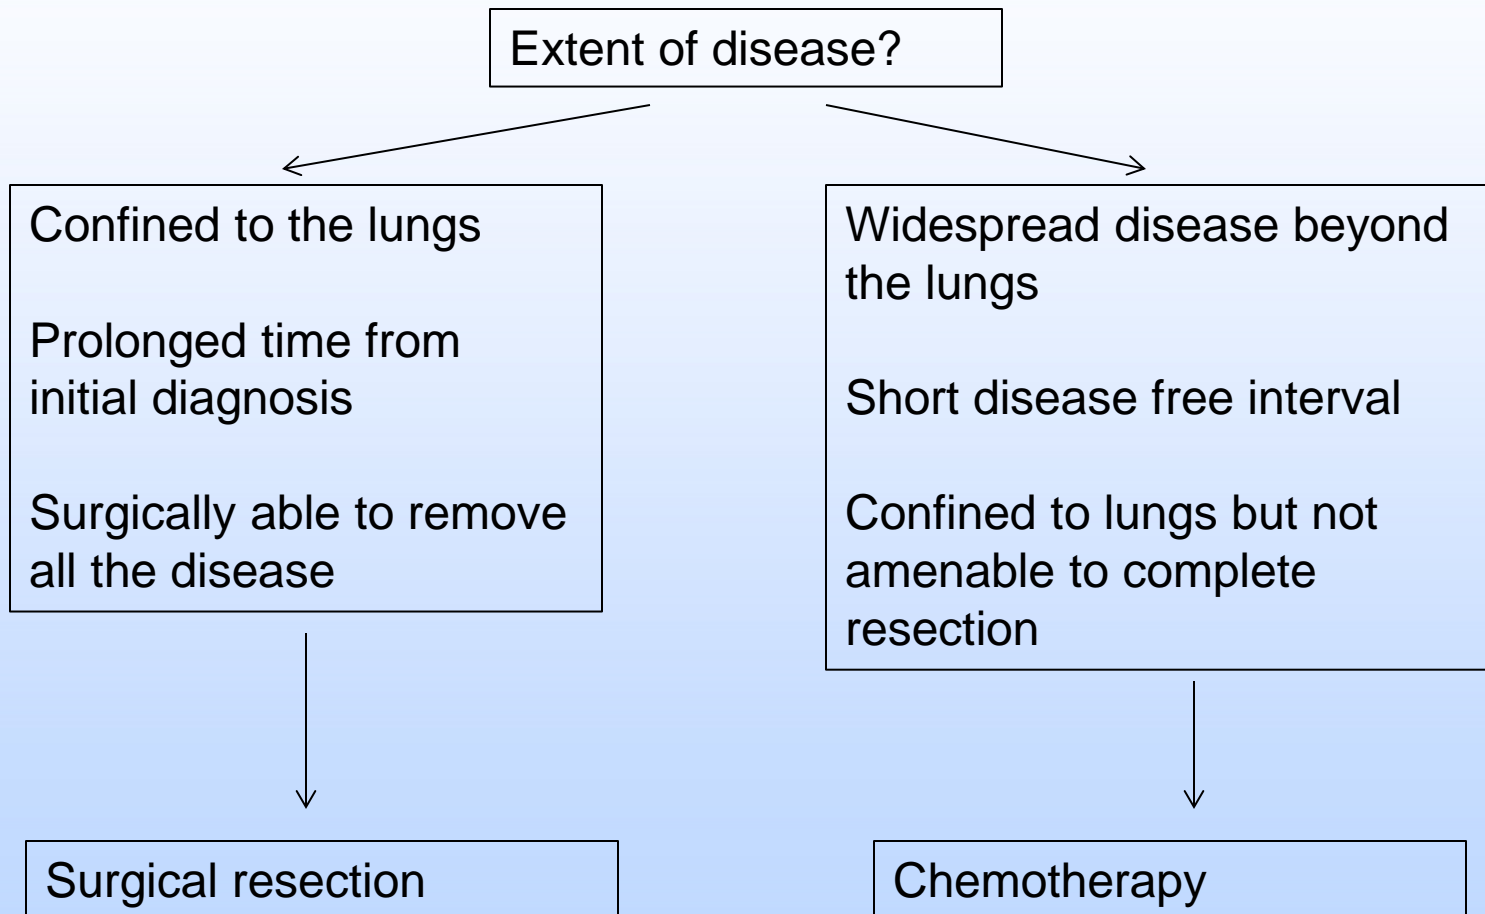 Extent of disease?
Confined to the lungs
Prolonged time from
initial diagnosis
Surgically able to remove
all the disease
Widespread disease beyond
the lungs
Short disease free interval
Confined to lungs but not
amenable to complete
resection
Surgical resection
Chemotherapy